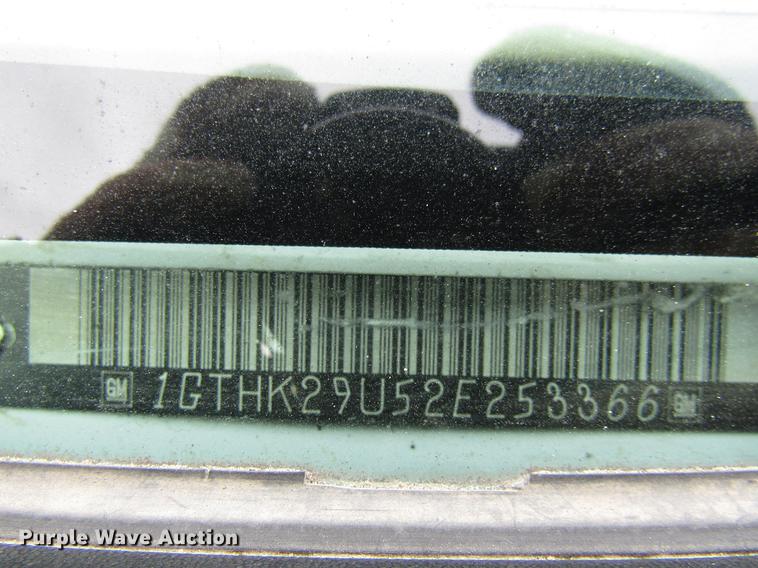 GM 1GTHK29U52E253366 GM
Purple Wave Auction